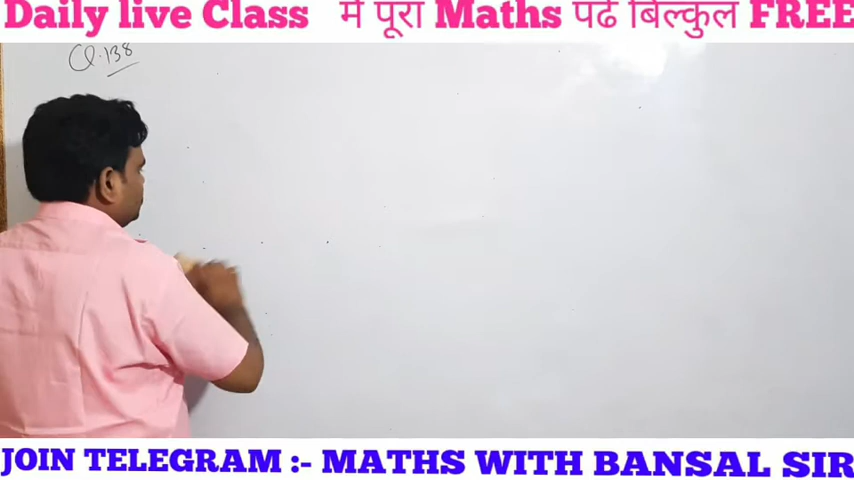 Daily live Class में पूरा Maths पढें बिल्कुल FREE
Q.138
JOIN TELEGRAM :- MATHS WITH BANSAL SIR